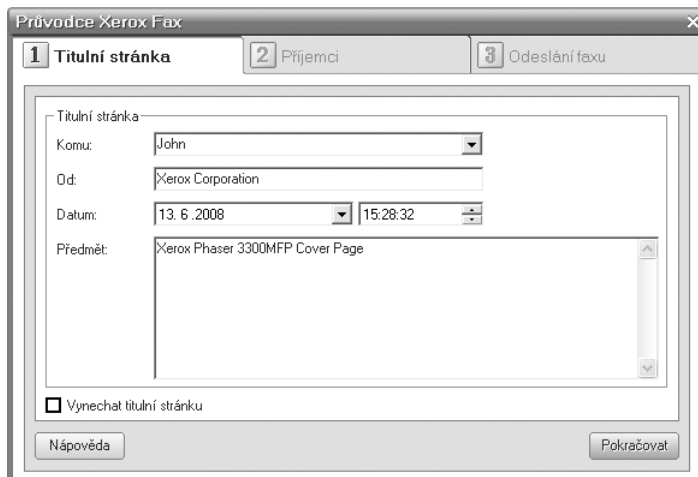 Průvodce Xerox Fax
1 Titulní stránka
2 Příjemci
3 Odeslání faxu
Titulní stránka
Komu: John
Od: Xerox Corporation
Datum: 13. 6 .2008 15:28:32
Předmět: Xerox Phaser 3300MFP Cover Page
Vynechat titulní stránku
Nápověda
Pokračovat